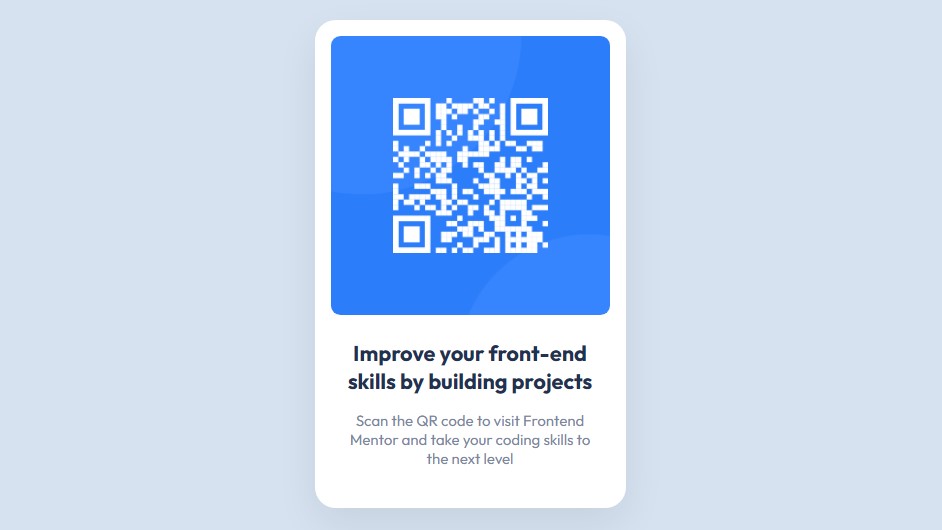 Improve your front-end
skills by building projects
Scan the QR code to visit Frontend
Mentor and take your coding skills to
the next level